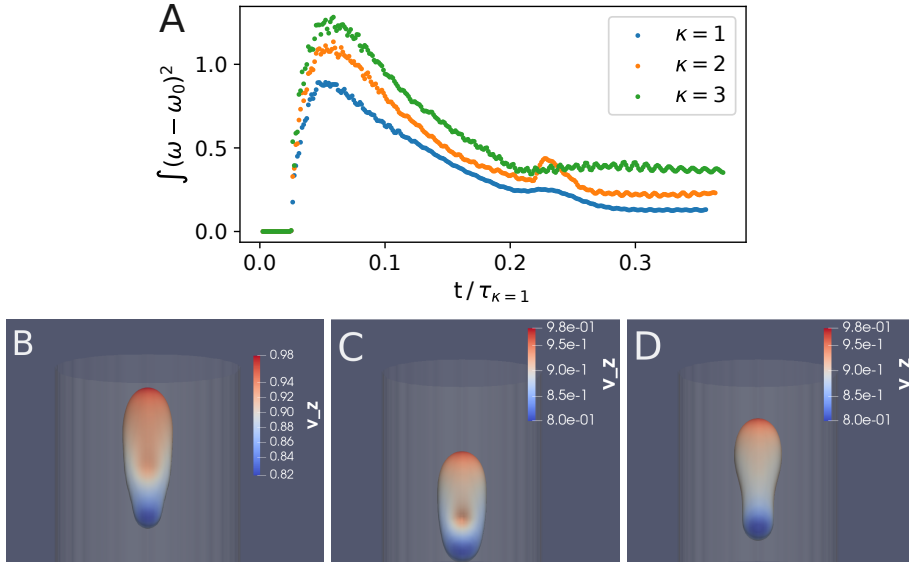 A
∫(ω − ω₀)²
1.0
0.5
0.0
κ = 1
κ = 2
κ = 3
0.0 0.1 0.2 0.3
t / τκ=1
B
0.98
0.94
0.92
0.90
0.88
0.86
0.84
0.82
v_z
C
9.8e-01
9.5e-1
9.0e-1
8.5e-1
8.0e-01
v_z
D
9.8e-01
9.5e-1
9.0e-1
8.5e-1
8.0e-01
v_z